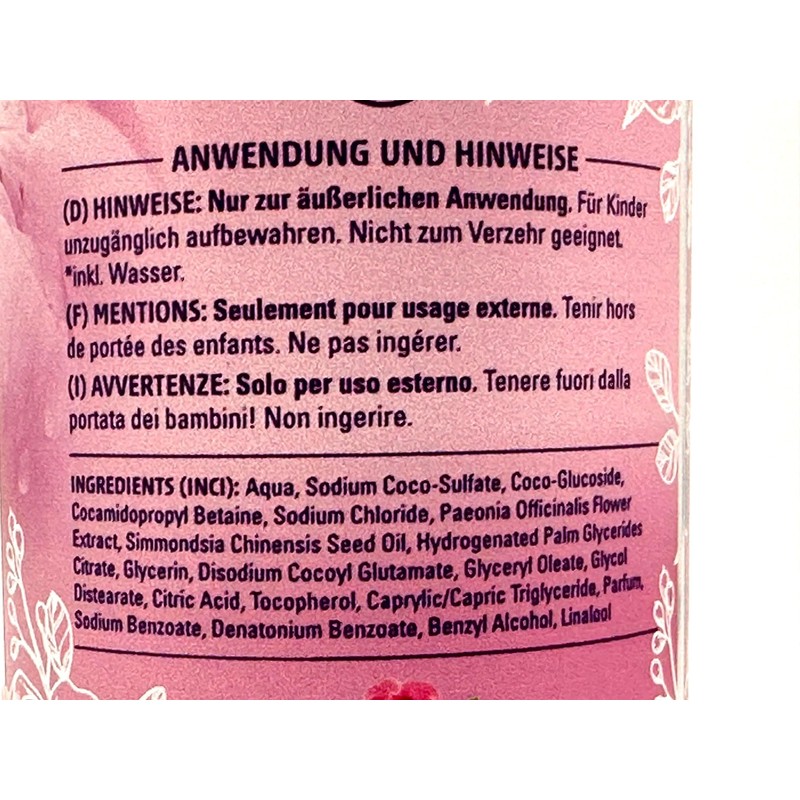 ANWENDUNG UND HINWEISE
(D) HINWEISE: Nur zur äußerlichen Anwendung. Für Kinder
unzugänglich aufbewahren. Nicht zum Verzehr geeignet.
*inkl. Wasser.
(F) MENTIONS: Seulement pour usage externe. Tenir hors
de portée des enfants. Ne pas ingérer.
(I) AVVERTENZE: Solo per uso esterno. Tenere fuori dalla
portata dei bambini! Non ingerire.
INGREDIENTS (INCI): Aqua, Sodium Coco-Sulfate, Coco-Glucoside,
Cocamidopropyl Betaine, Sodium Chloride, Paeonia Officinalis Flower
Extract, Simmondsia Chinensis Seed Oil, Hydrogenated Palm Glycerides
Citrate, Glycerin, Disodium Cocoyl Glutamate, Glyceryl Oleate, Glycol
Distearate, Citric Acid, Tocopherol, Caprylic/Capric Triglyceride, Parfum,
Sodium Benzoate, Denatonium Benzoate, Benzyl Alcohol, Linalool